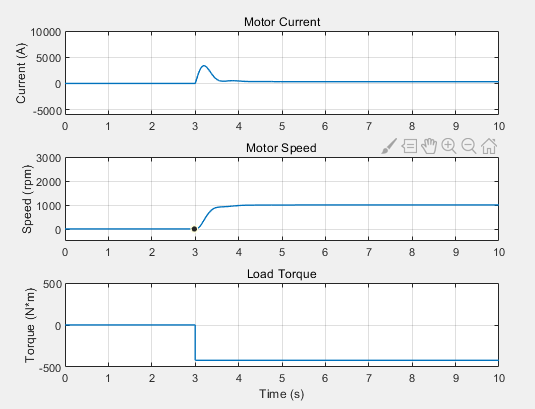 Motor Current
10000
5000
0
-5000
Current (A)
0 1 2 3 4 5 6 7 8 9 10
Motor Speed
3000
2000
1000
0
Speed (rpm)
0 1 2 3 4 5 6 7 8 9 10
Load Torque
500
0
-500
Torque (N*m)
0 1 2 3 4 5 6 7 8 9 10
Time (s)